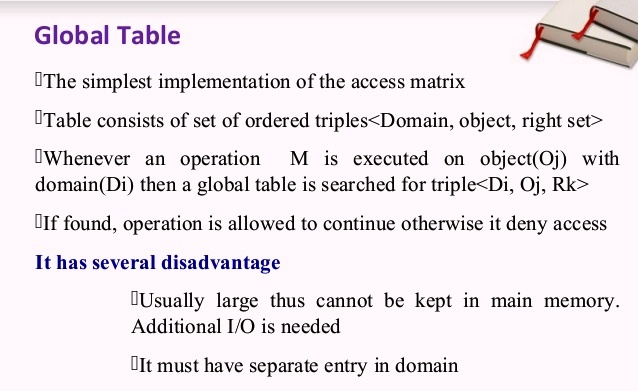 Global Table
The simplest implementation of the access matrix
Table consists of set of ordered triples<Domain, object, right set>
Whenever an operation M is executed on object(Oj) with
domain(Di) then a global table is searched for triple<Di, Oj, Rk>
If found, operation is allowed to continue otherwise it deny access
It has several disadvantage
Usually large thus cannot be kept in main memory.
Additional I/O is needed
It must have separate entry in domain